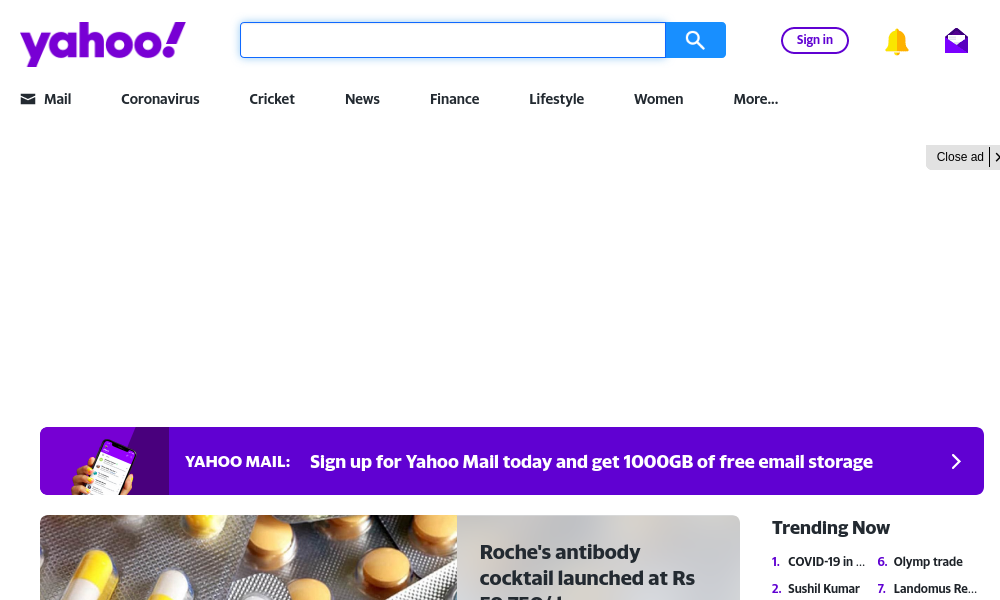 yahoo!
Sign in
Mail
Coronavirus
Cricket
News
Finance
Lifestyle
Women
More...
Close ad
YAHOO MAIL: Sign up for Yahoo Mail today and get 1000GB of free email storage
Roche's antibody
cocktail launched at Rs
Trending Now
1. COVID-19 in ...
2. Sushil Kumar
6. Olymp trade
7. Landomus Re...